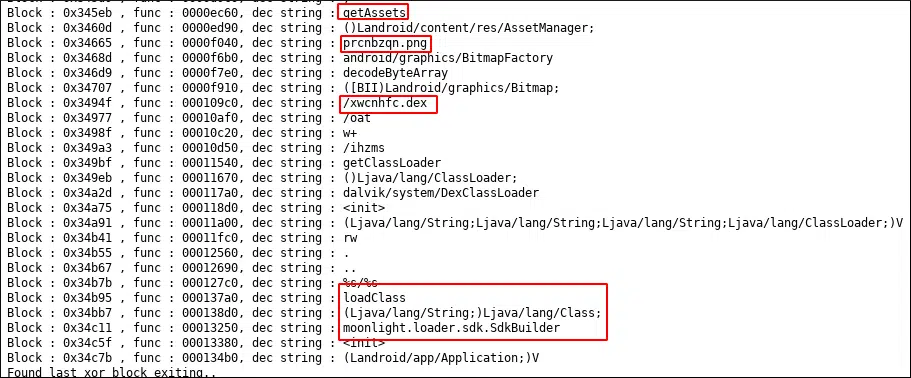 Block : 0x345eb , func : 0000ec60, dec string : getAssets
Block : 0x3460d , func : 0000ed90, dec string : ()Landroid/content/res/AssetManager;
Block : 0x34665 , func : 0000f040, dec string : prcnbzqn.png
Block : 0x3468d , func : 0000f6b0, dec string : android/graphics/BitmapFactory
Block : 0x346d9 , func : 0000f7e0, dec string : decodeByteArray
Block : 0x34707 , func : 0000f910, dec string : ([BII)Landroid/graphics/Bitmap;
Block : 0x3494f , func : 000109c0, dec string : /xwcnhfc.dex
Block : 0x34977 , func : 00010af0, dec string : /oat
Block : 0x3498f , func : 00010c20, dec string : w+
Block : 0x349a3 , func : 00010d50, dec string : /ihzms
Block : 0x349bf , func : 00011540, dec string : getClassLoader
Block : 0x349eb , func : 00011670, dec string : ()Ljava/lang/ClassLoader;
Block : 0x34a2d , func : 000117a0, dec string : dalvik/system/DexClassLoader
Block : 0x34a75 , func : 000118d0, dec string : <init>
Block : 0x34a91 , func : 00011a00, dec string : (Ljava/lang/String;Ljava/lang/String;Ljava/lang/String;Ljava/lang/ClassLoader;)V
Block : 0x34b41 , func : 00011fc0, dec string : rw
Block : 0x34b55 , func : 00012560, dec string : .
Block : 0x34b67 , func : 00012690, dec string : ..
Block : 0x34b7b , func : 000127c0, dec string : %s/%s
Block : 0x34b95 , func : 000137a0, dec string : loadClass
Block : 0x34bb7 , func : 000138d0, dec string : (Ljava/lang/String;)Ljava/lang/Class;
Block : 0x34c11 , func : 00013250, dec string : moonlight.loader.sdk.SdkBuilder
Block : 0x34c5f , func : 00013380, dec string : <init>
Block : 0x34c7b , func : 000134b0, dec string : (Landroid/app/Application;)V
Found last xor block exiting..